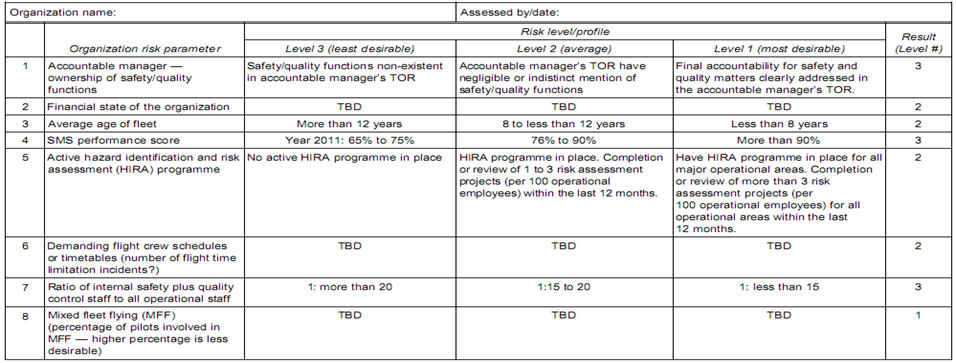 Organization name: Assessed by/date:
Risk level/profile
Organization risk parameter Level 3 (least desirable) Level 2 (average) Level 1 (most desirable) Result
(Level #)
1 Accountable manager — Safety/quality functions non-existent Accountable manager's TOR have Final accountability for safety and 3
ownership of safety/quality in accountable manager's TOR negligible or indistinct mention of quality matters clearly addressed in
functions safety/quality functions the accountable manager's TOR.
2 Financial state of the organization TBD TBD TBD 2
3 Average age of fleet More than 12 years 8 to less than 12 years Less than 8 years 2
4 SMS performance score Year 2011: 65% to 75% 76% to 90% More than 90% 3
5 Active hazard identification and risk No active HIRA programme in place HIRA programme in place. Completion Have HIRA programme in place for all 2
assessment (HIRA) programme or review of 1 to 3 risk assessment major operational areas. Completion
projects (per 100 operational or review of more than 3 risk
employees) within the last 12 months. assessment projects (per
100 operational employees) for all
operational areas within the last
12 months.
6 Demanding flight crew schedules TBD TBD TBD 2
or timetables (number of flight time
limitation incidents?)
7 Ratio of internal safety plus quality 1: more than 20 1:15 to 20 1: less than 15 3
control staff to all operational staff
8 Mixed fleet flying (MFF) TBD TBD TBD 1
(percentage of pilots involved in
MFF — higher percentage is less
desirable)